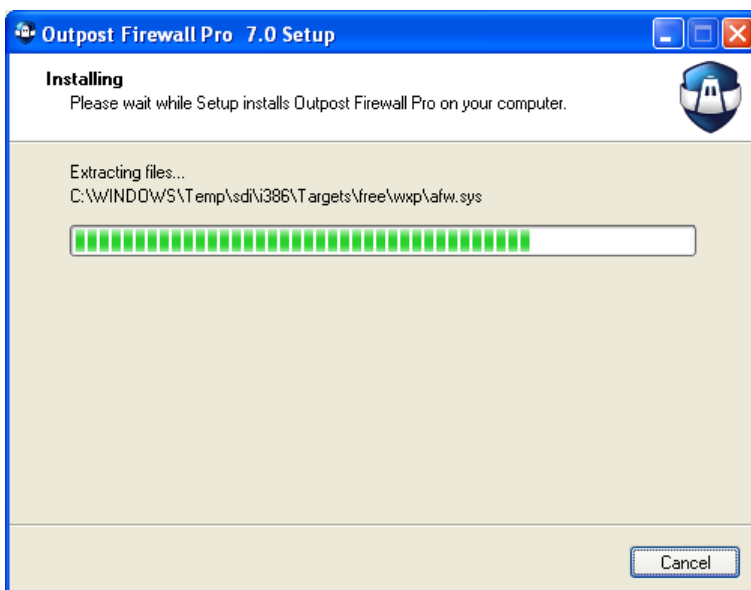 Outpost Firewall Pro  7.0 Setup
Installing
Please wait while Setup installs Outpost Firewall Pro on your computer.
Extracting files...
C:\WINDOWS\Temp\sdi\i386\Targets\free\wxp\afw.sys
Cancel